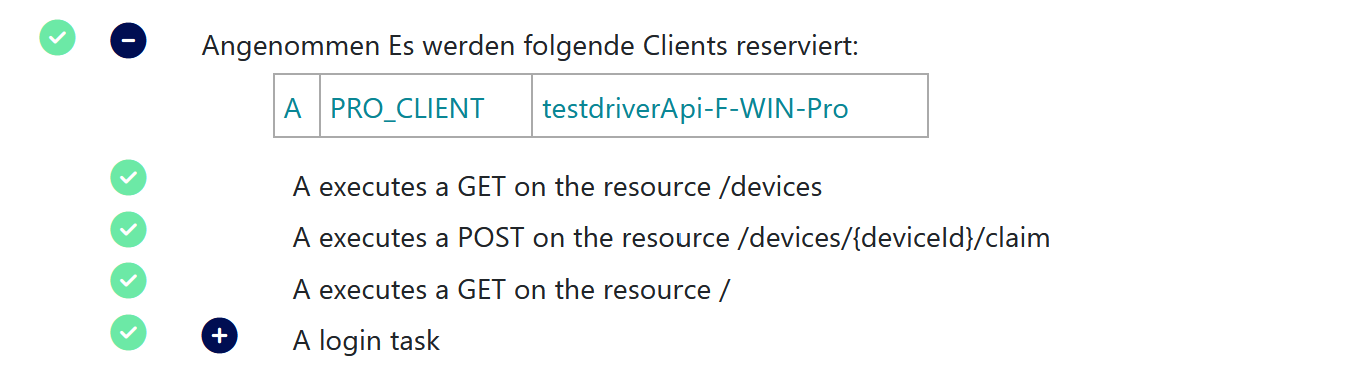 Angenommen Es werden folgende Clients reserviert:
A PRO_CLIENT testdriverApi-F-WIN-Pro
A executes a GET on the resource /devices
A executes a POST on the resource /devices/{deviceId}/claim
A executes a GET on the resource /
A login task